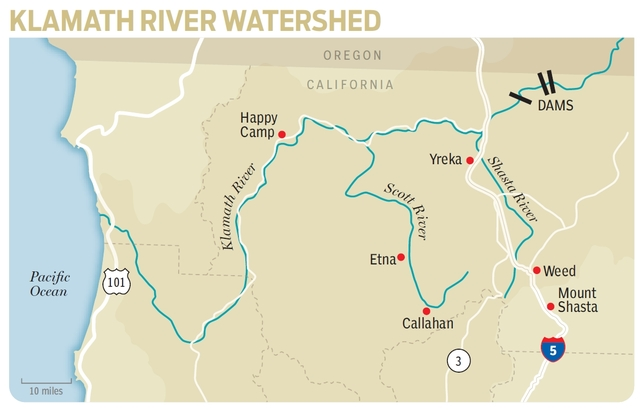 KLAMATH RIVER WATERSHED
OREGON
CALIFORNIA
DAMS
Happy
Camp
Yreka
Shasta River
Klamath River
Scott River
Etna
Weed
Pacific
Ocean
101
Mount
Shasta
Callahan
5
3
10 miles